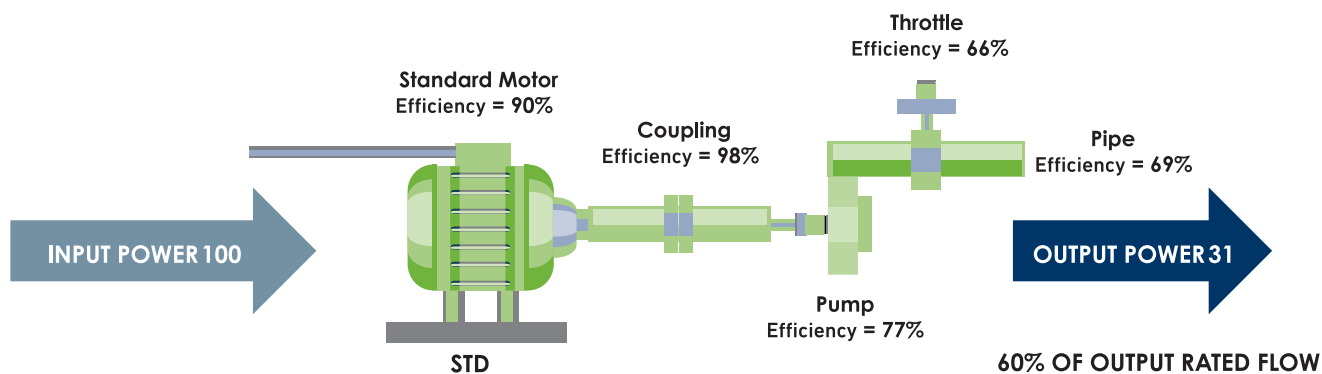 Throttle
Efficiency = 66%
Standard Motor
Efficiency = 90%
Coupling
Efficiency = 98%
Pipe
Efficiency = 69%
INPUT POWER 100
OUTPUT POWER 31
Pump
Efficiency = 77%
STD
60% OF OUTPUT RATED FLOW